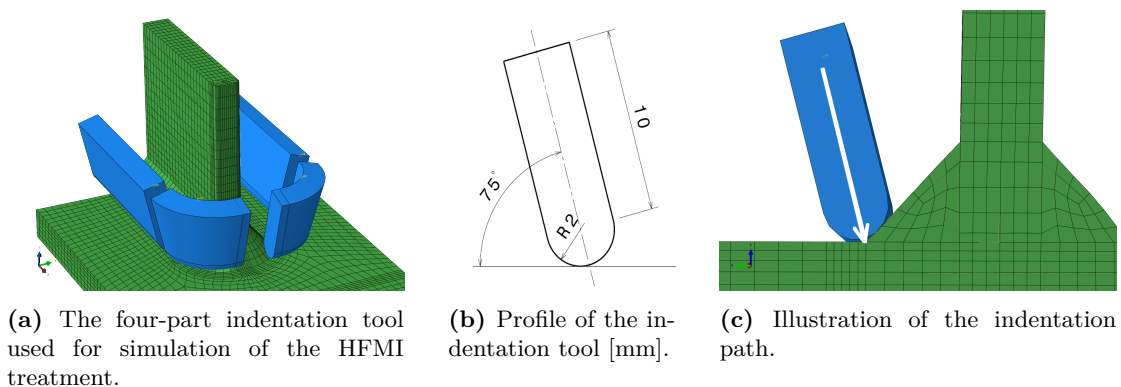 75°
R2
10
(a) The four-part indentation tool
used for simulation of the HFMI
treatment.
(b) Profile of the in-
dentation tool [mm].
(c) Illustration of the indentation
path.